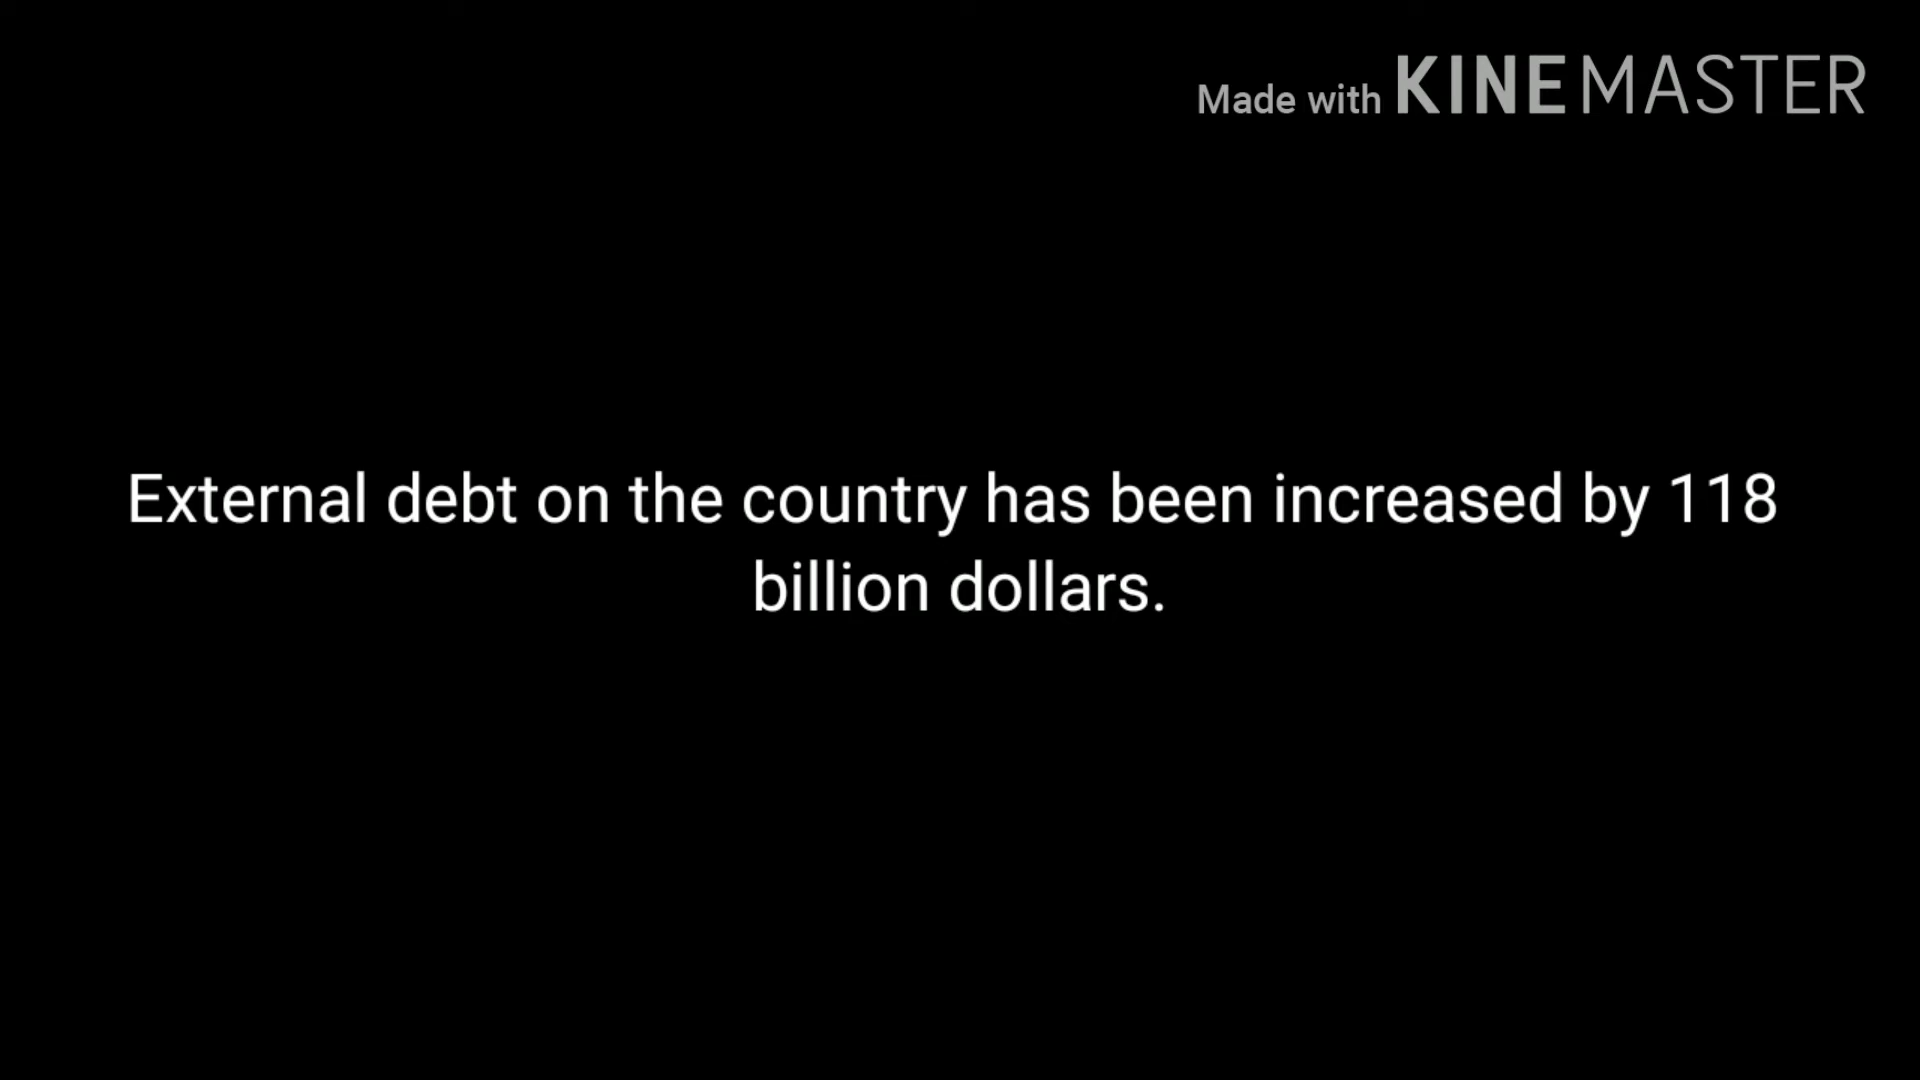 Made with KINEMASTER
External debt on the country has been increased by 118
billion dollars.